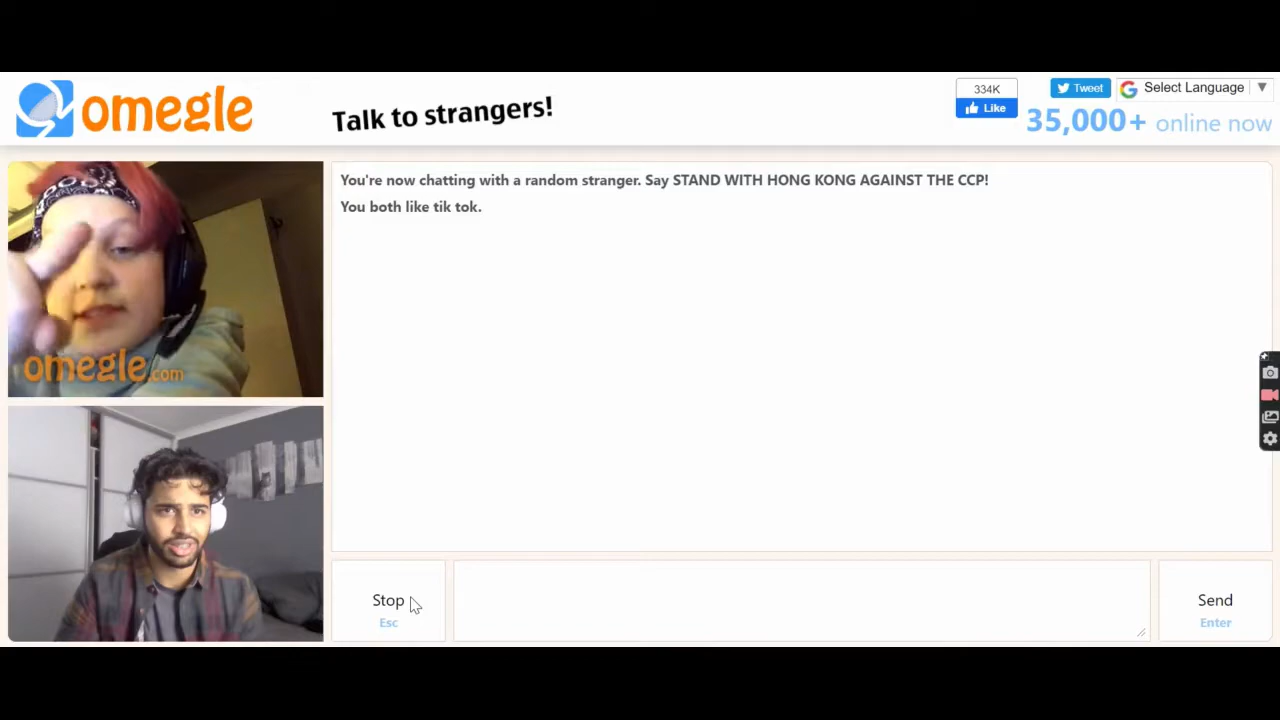 omegle
Talk to strangers!
334K
Like
Tweet
Select Language ▼
35,000+ online now
You're now chatting with a random stranger. Say STAND WITH HONG KONG AGAINST THE CCP!
You both like tik tok.
omegle.com
Stop
Esc
Send
Enter